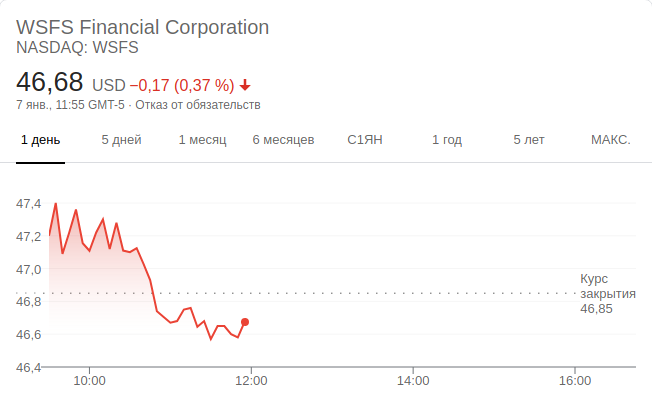 WSFS Financial Corporation
NASDAQ: WSFS
46,68 USD −0,17 (0,37 %)
7 янв., 11:55 GMT-5 · Отказ от обязательств
1 день 5 дней 1 месяц 6 месяцев С1ЯН 1 год 5 лет МАКС.
47,4
47,2
47,0
46,8
46,6
46,4
Курс
закрытия
46,85
10:00 12:00 14:00 16:00